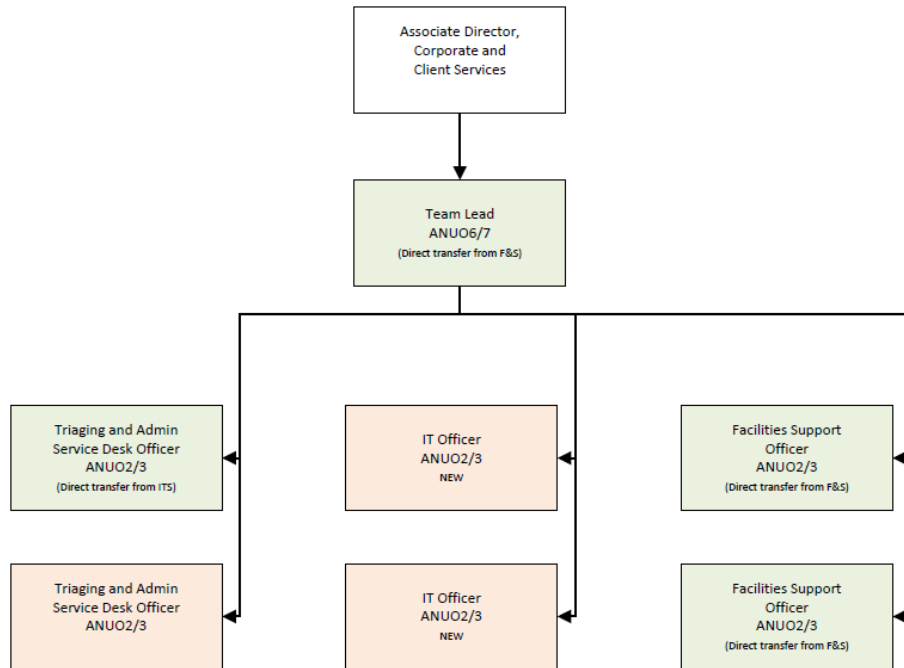 Associate Director,
Corporate and
Client Services
Team Lead
ANUO6/7
(Direct transfer from F&S)
Triaging and Admin
Service Desk Officer
ANUO2/3
(Direct transfer from ITS)
IT Officer
ANUO2/3
NEW
Facilities Support
Officer
ANUO2/3
(Direct transfer from F&S)
Triaging and Admin
Service Desk Officer
ANUO2/3
IT Officer
ANUO2/3
NEW
Facilities Support
Officer
ANUO2/3
(Direct transfer from F&S)